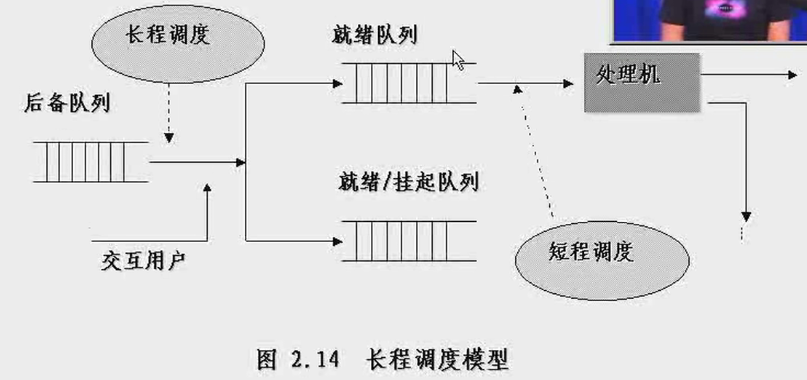 长程调度
就绪队列
处理机
后备队列
就绪/挂起队列
交互用户
短程调度
图 2.14 长程调度模型